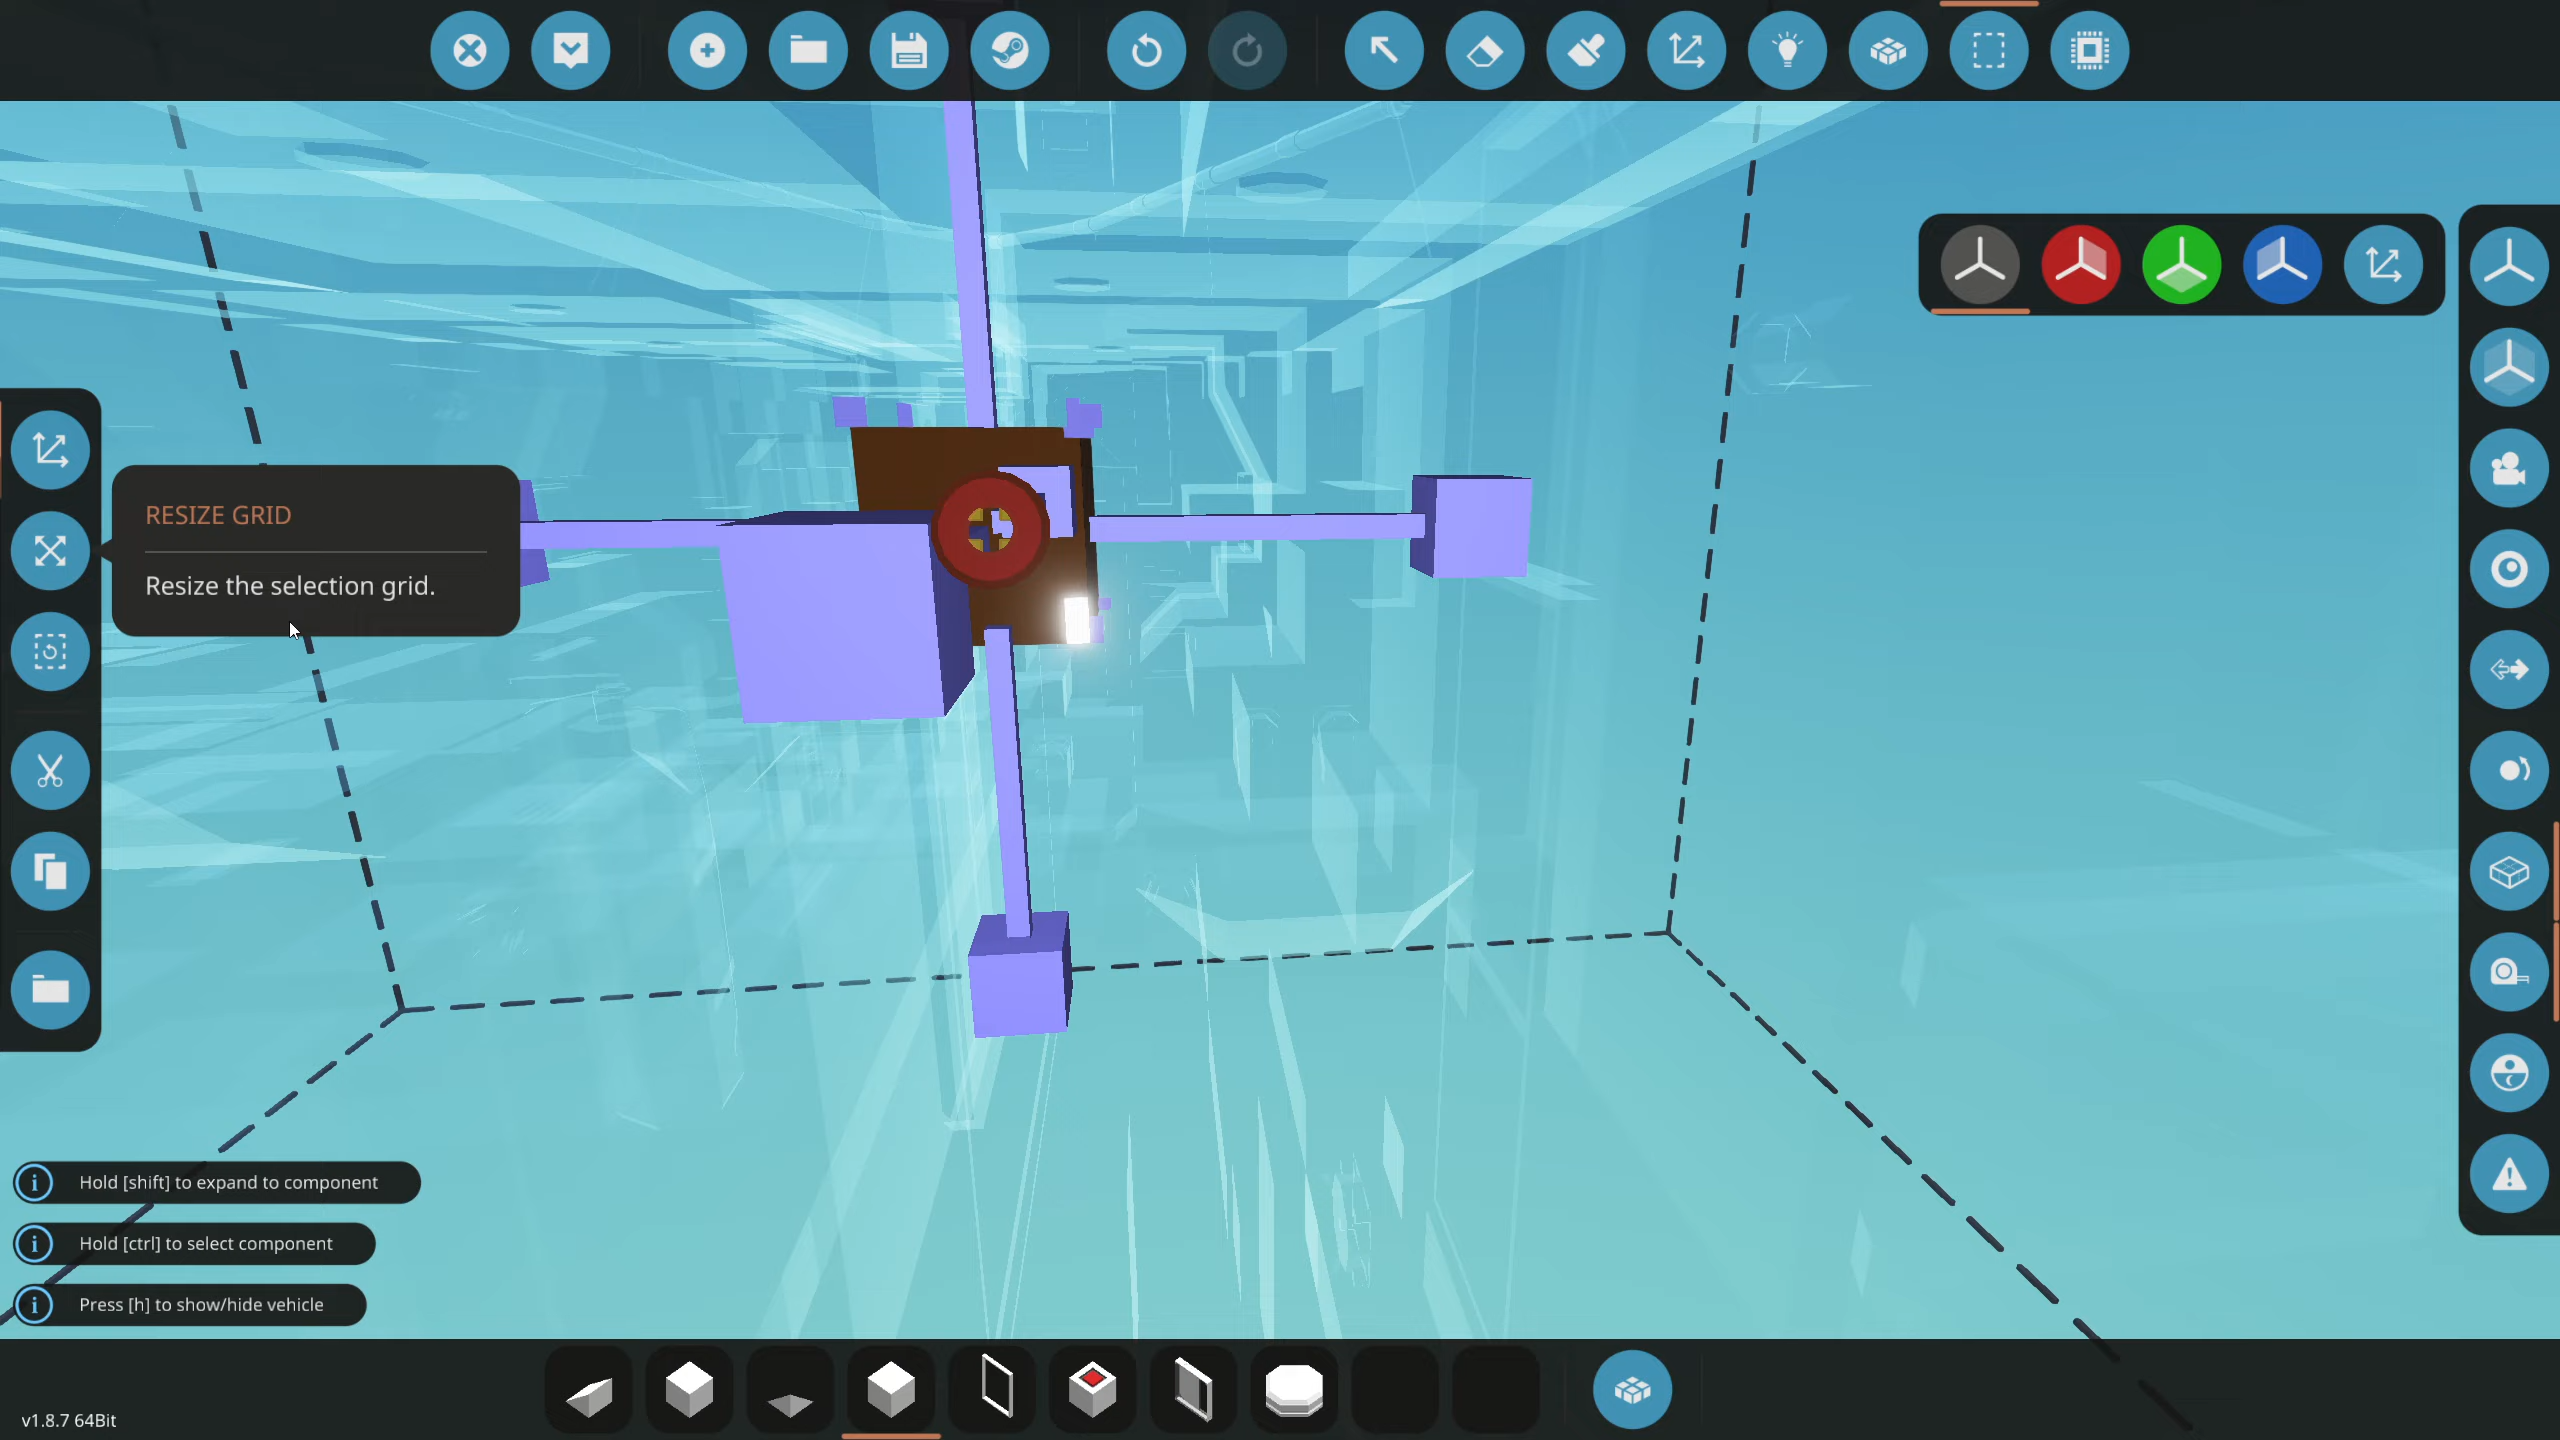 RESIZE GRID
Resize the selection grid.
Hold [shift] to expand to component
Hold [ctrl] to select component
Press [h] to show/hide vehicle
v1.8.7 64Bit